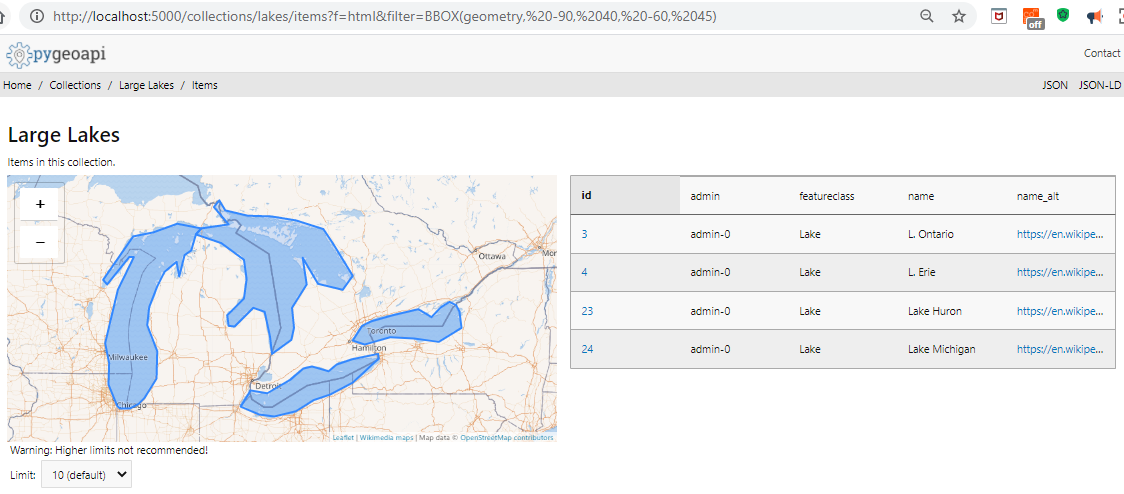 http://localhost:5000/collections/lakes/items?f=html&filter=BBOX(geometry,%20-90,%2040,%20-60,%2045)
off
pygeoapi
Contact
Home / Collections / Large Lakes / Items
JSON JSON-LD
Large Lakes
Items in this collection.
+
−
Ottawa
Mon
Toronto
Hamilton
Milwaukee
Detroit
Chicago
Leaflet | Wikimedia maps | Map data © OpenStreetMap contributors
id admin featureclass name name_alt
3 admin-0 Lake L. Ontario https://en.wikipe...
4 admin-0 Lake L. Erie https://en.wikipe...
23 admin-0 Lake Lake Huron https://en.wikipe...
24 admin-0 Lake Lake Michigan https://en.wikipe...
Warning: Higher limits not recommended!
Limit: 10 (default)